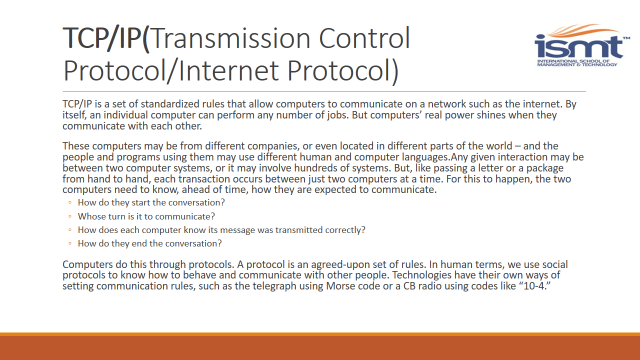 TCP/IP(Transmission Control
Protocol/Internet Protocol)
ismt™
INTERNATIONAL SCHOOL OF
MANAGEMENT & TECHNOLOGY
TCP/IP is a set of standardized rules that allow computers to communicate on a network such as the internet. By
itself, an individual computer can perform any number of jobs. But computers’ real power shines when they
communicate with each other.
These computers may be from different companies, or even located in different parts of the world – and the
people and programs using them may use different human and computer languages.Any given interaction may be
between two computer systems, or it may involve hundreds of systems. But, like passing a letter or a package
from hand to hand, each transaction occurs between just two computers at a time. For this to happen, the two
computers need to know, ahead of time, how they are expected to communicate.
◦ How do they start the conversation?
◦ Whose turn is it to communicate?
◦ How does each computer know its message was transmitted correctly?
◦ How do they end the conversation?
Computers do this through protocols. A protocol is an agreed-upon set of rules. In human terms, we use social
protocols to know how to behave and communicate with other people. Technologies have their own ways of
setting communication rules, such as the telegraph using Morse code or a CB radio using codes like “10-4.”